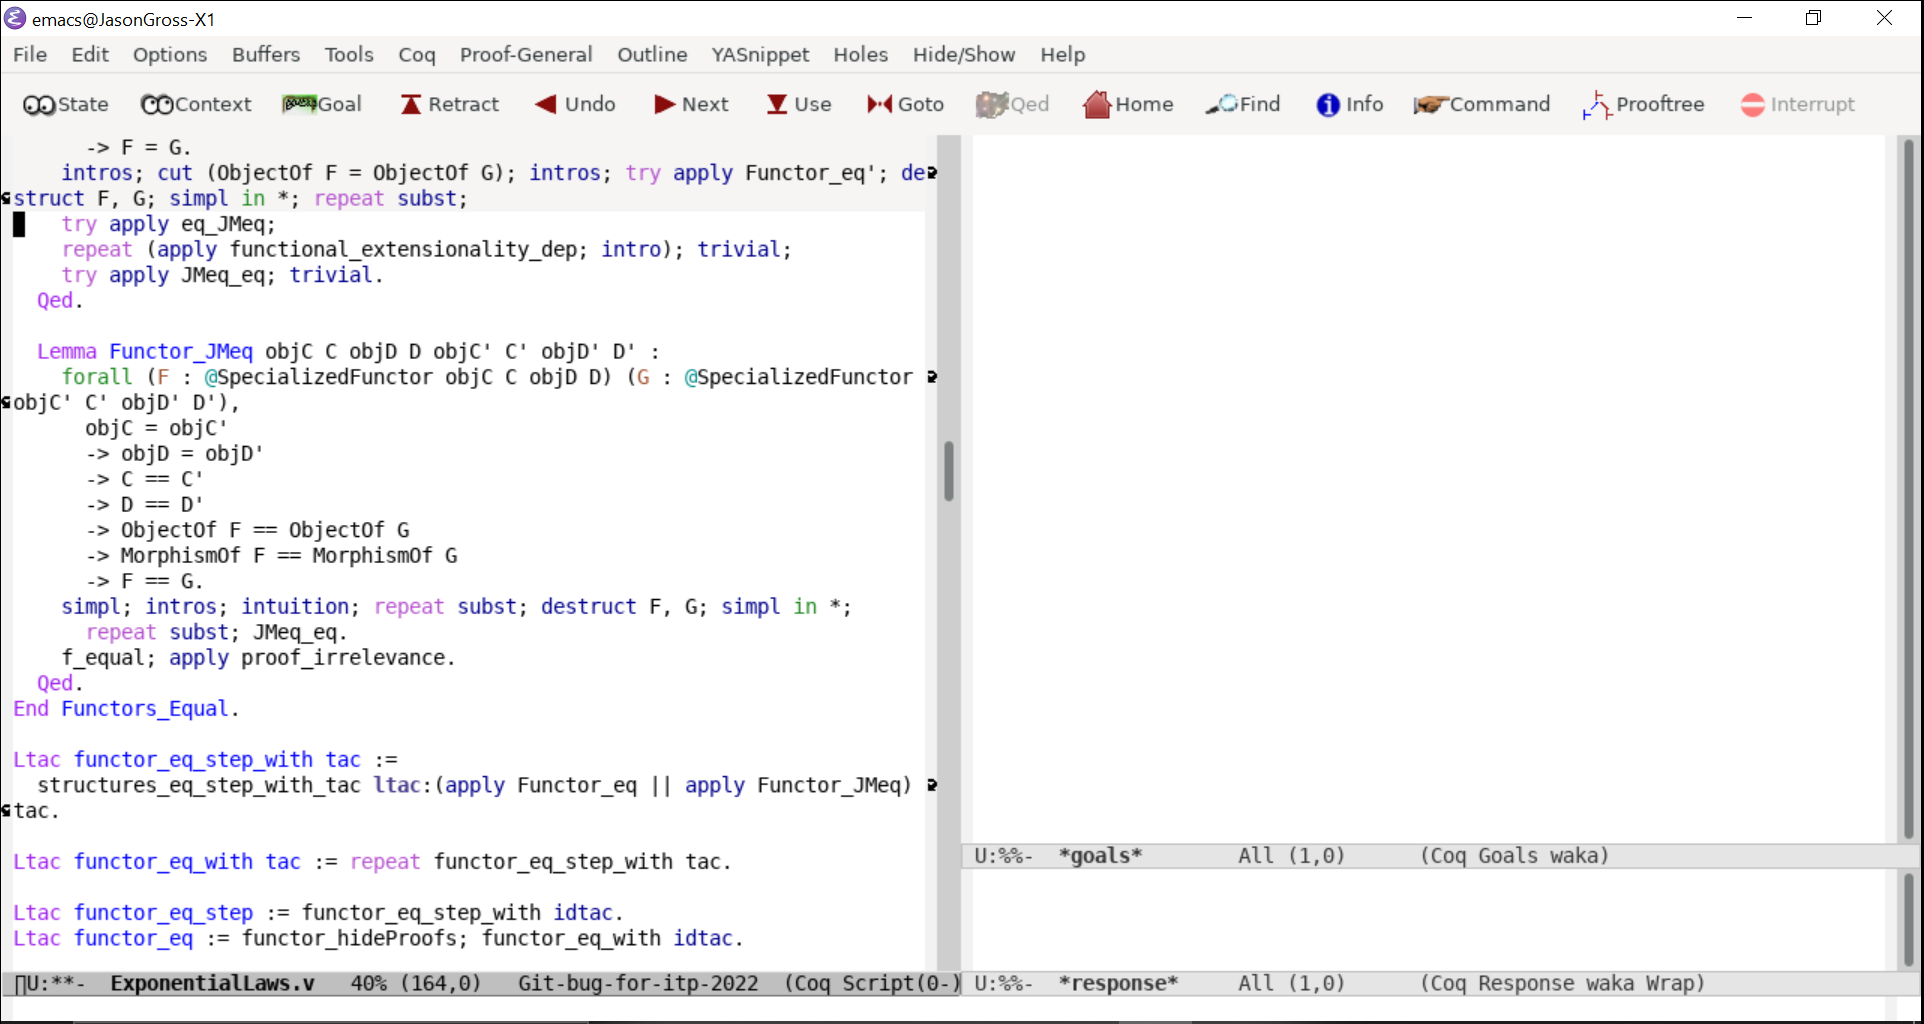 emacs@JasonGross-X1
File Edit Options Buffers Tools Coq Proof-General Outline YASnippet Holes Hide/Show Help
State Context Goal Retract Undo Next Use Goto Qed Home Find Info Command Prooftree Interrupt
-> F = G.
intros; cut (ObjectOf F = ObjectOf G); intros; try apply Functor_eq'; de
struct F, G; simpl in *; repeat subst;
try apply eq_JMeq;
repeat (apply functional_extensionality_dep; intro); trivial;
try apply JMeq_eq; trivial.
Qed.
Lemma Functor_JMeq objC C objD D objC' C' objD' D' :
forall (F : @SpecializedFunctor objC C objD D) (G : @SpecializedFunctor
objC' C' objD' D'),
objC = objC'
-> objD = objD'
-> C == C'
-> D == D'
-> ObjectOf F == ObjectOf G
-> MorphismOf F == MorphismOf G
-> F == G.
simpl; intros; intuition; repeat subst; destruct F, G; simpl in *;
repeat subst; JMeq_eq.
f_equal; apply proof_irrelevance.
Qed.
End Functors_Equal.
Ltac functor_eq_step_with tac :=
structures_eq_step_with_tac ltac:(apply Functor_eq || apply Functor_JMeq)
tac.
Ltac functor_eq_with tac := repeat functor_eq_step_with tac.
Ltac functor_eq_step := functor_eq_step_with idtac.
Ltac functor_eq := functor_hideProofs; functor_eq_with idtac.
U:**- ExponentialLaws.v 40% (164,0) Git-bug-for-itp-2022 (Coq Script(0-)
U:%%- *goals* All (1,0) (Coq Goals waka)
U:%%- *response* All (1,0) (Coq Response waka Wrap)